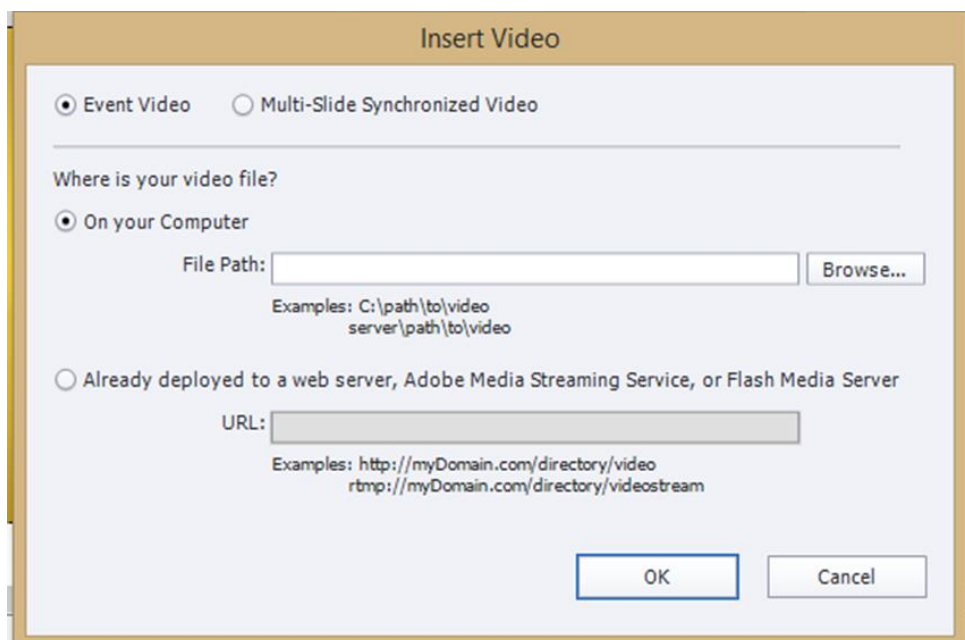 Insert Video
Event Video Multi-Slide Synchronized Video
Where is your video file?
On your Computer
File Path: Browse...
Examples: C:\path\to\video
server\path\to\video
Already deployed to a web server, Adobe Media Streaming Service, or Flash Media Server
URL:
Examples: http://myDomain.com/directory/video
rtmp://myDomain.com/directory/videostream
OK Cancel